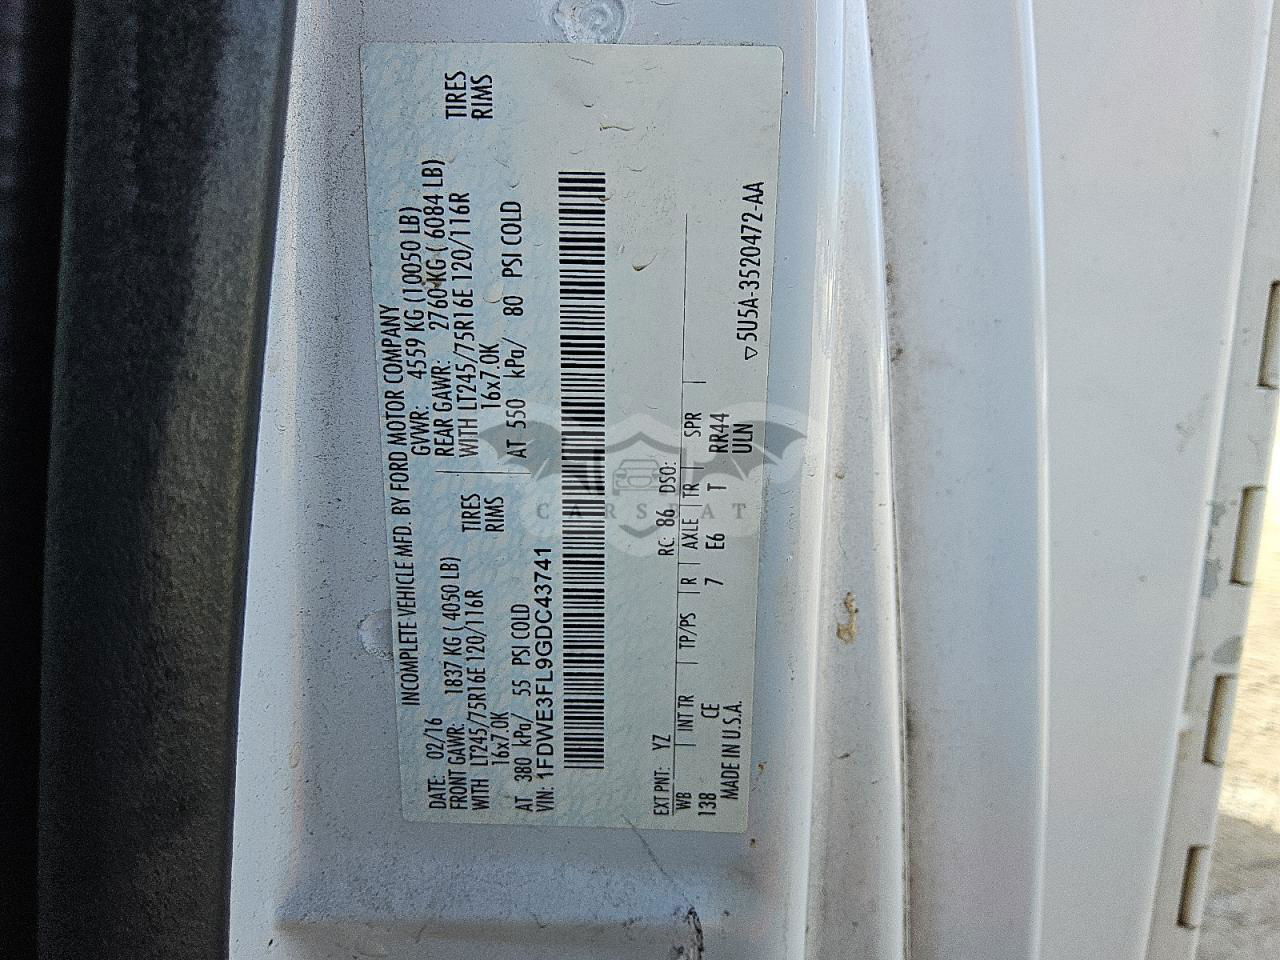 INCOMPLETE VEHICLE MFD. BY FORD MOTOR COMPANY
DATE: 02/16 GVWR: 4559 KG (10050 LB)
FRONT GAWR: 1837 KG ( 4050 LB) REAR GAWR: 2760 KG ( 6084 LB)
WITH LT245/75R16E 120/116R TIRES WITH LT245/75R16E 120/116R TIRES
16x7.0K RIMS 16x7.0K RIMS
AT 380 kPa/ 55 PSI COLD AT 550 kPa/ 80 PSI COLD
VIN: 1FDWE3FL9GDC43741
EXT PNT: YZ RC: 86 DSO:
WB INT TR TP/PS R AXLE TR SPR
138 CE 7 E6 T RR44
MADE IN U.S.A. ULN
▽5U5A-3520472-AA
CARSTAT